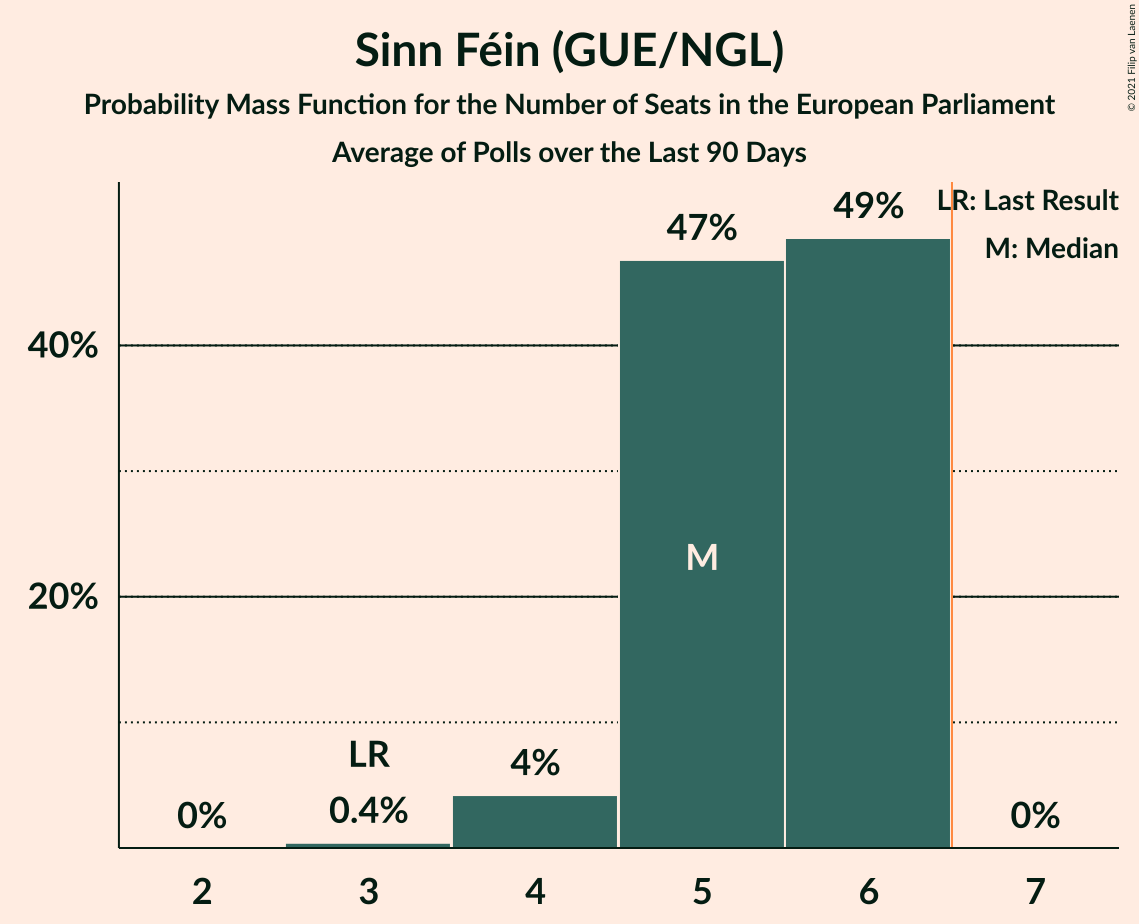 Sinn Féin (GUE/NGL)
Probability Mass Function for the Number of Seats in the European Parliament
Average of Polls over the Last 90 Days
© 2021 Filip van Laenen
LR: Last Result
M: Median
49%
47%
40%
M
20%
LR
4%
0%
0.4%
0%
2 3 4 5 6 7